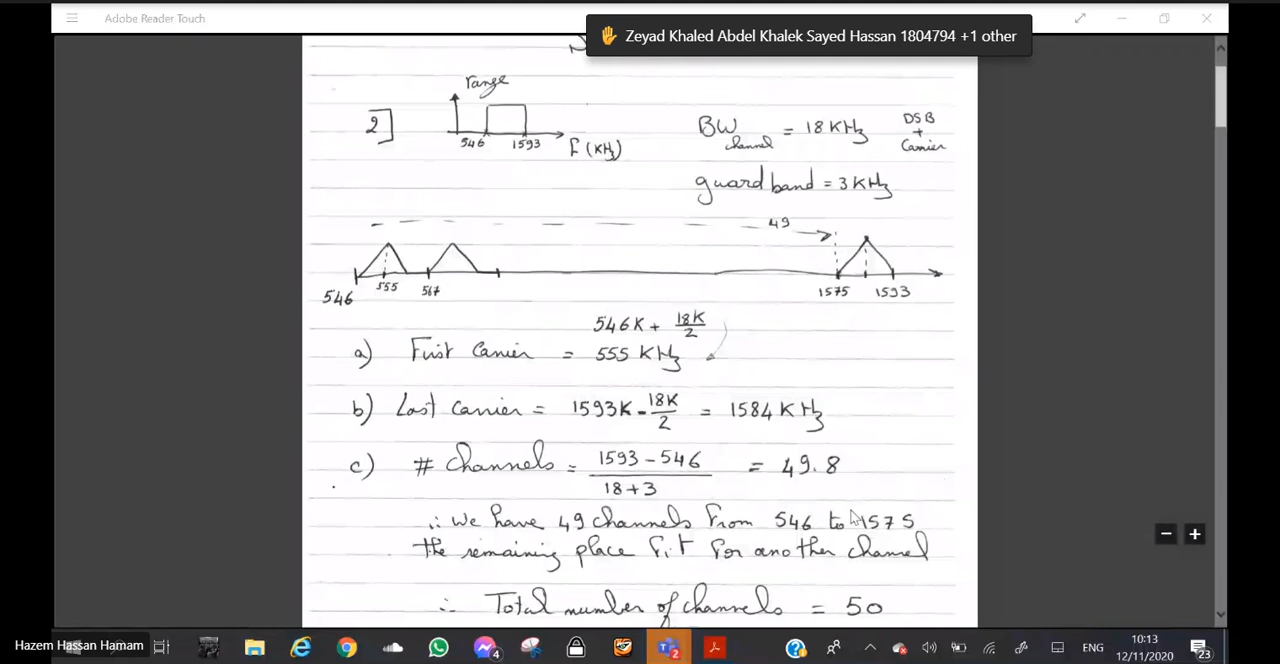 Adobe Reader Touch
Zeyad Khaled Abdel Khalek Sayed Hassan 1804794 +1 other
range
2]
546 1593 F (KHz)
BW channel = 18 KHz
DSB
+
Carrier
guard band = 3 KHz
49
555
546
567
1575
1593
546K + 18K/2
a) First Carrier = 555 KHz
b) Last Carrier = 1593K - 18K/2 = 1584 KHz
c) # Channels = 1593 - 546 / 18 + 3 = 49.8
∴ We have 49 channels From 546 to 1575
the remaining place Fit For another channel
∴ Total number of channels = 50
Hazem Hassan Hamam
4
2
ENG
10:13
12/11/2020
23